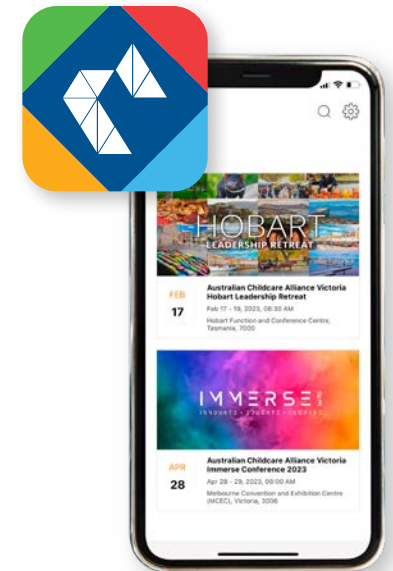 HOBART
LEADERSHIP RETREAT
FEB
17
Australian Childcare Alliance Victoria
Hobart Leadership Retreat
Feb 17 - 19, 2023, 08:30 AM
Hobart Function and Conference Centre,
Tasmania, 7000
IMMERSE
INNOVATE • EDUCATE • INSPIRE
APR
28
Australian Childcare Alliance Victoria
Immerse Conference 2023
Apr 28 - 29, 2023, 09:00 AM
Melbourne Convention and Exhibition Centre
(MCEC), Victoria, 3006